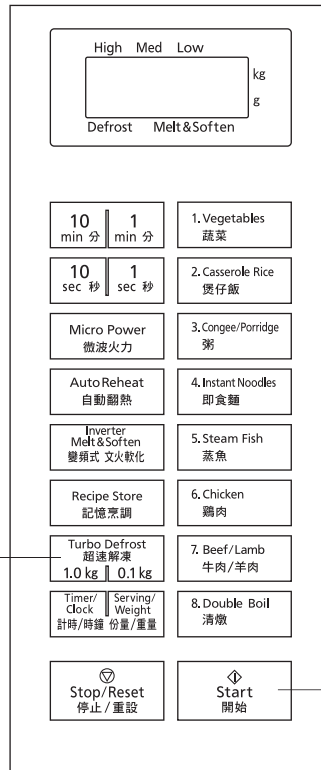 High Med Low
kg
g
Defrost Melt&Soften
10 min 分
1 min 分
1. Vegetables
蔬菜
10 sec 秒
1 sec 秒
2. Casserole Rice
煲仔飯
Micro Power
微波火力
3. Congee/Porridge
粥
Auto Reheat
自動翻熱
4. Instant Noodles
即食麵
Inverter
Melt&Soften
變頻式 文火軟化
5. Steam Fish
蒸魚
Recipe Store
記憶烹調
6. Chicken
鷄肉
Turbo Defrost
超速解凍
1.0 kg 0.1 kg
7. Beef/Lamb
牛肉/羊肉
Timer/
Clock
計時/時鐘
Serving/
Weight
份量/重量
8. Double Boil
清燉
Stop/Reset
停止/重設
Start
開始